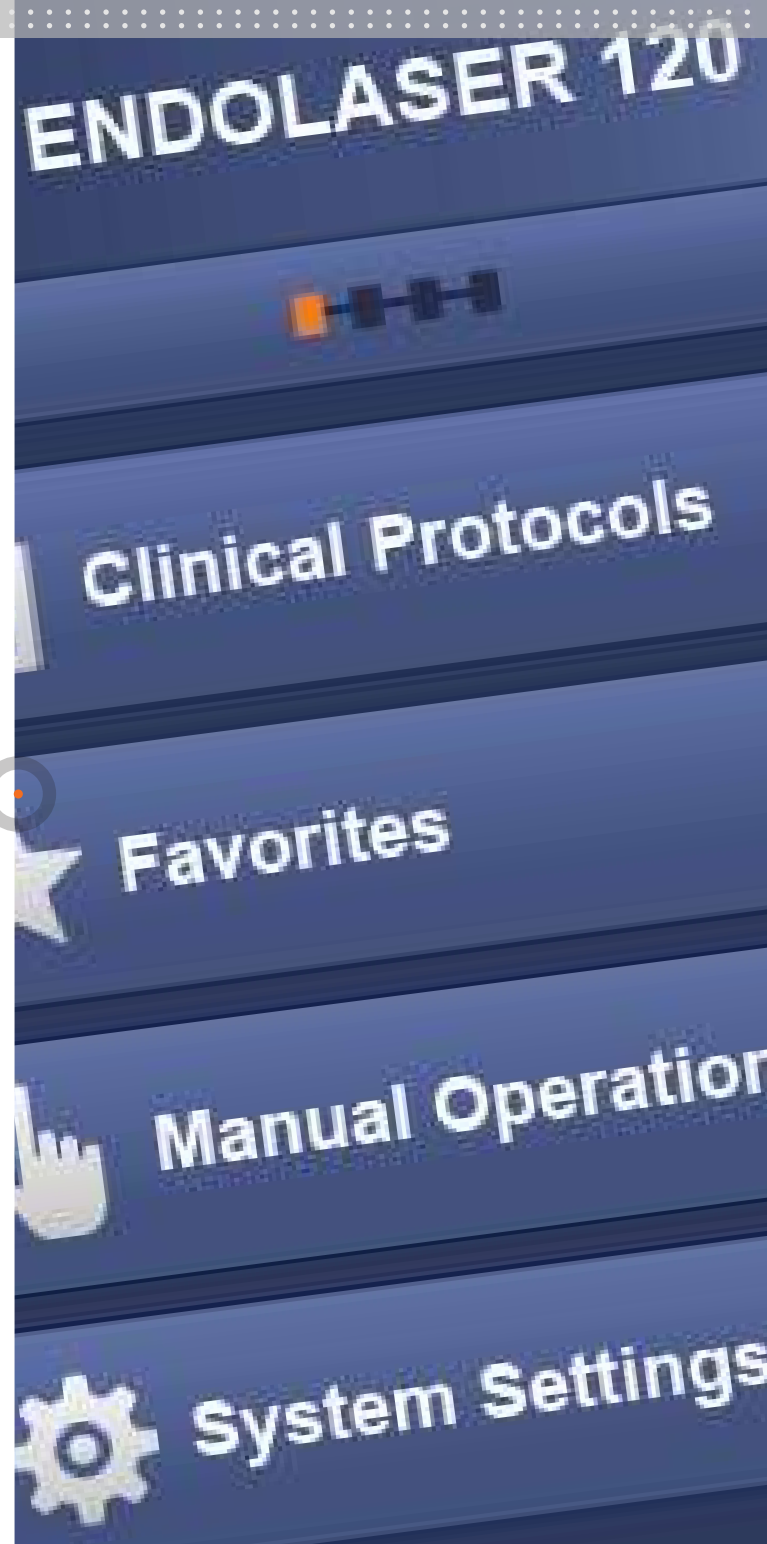 ENDOLASER 120
Clinical Protocols
Favorites
Manual Operation
System Settings